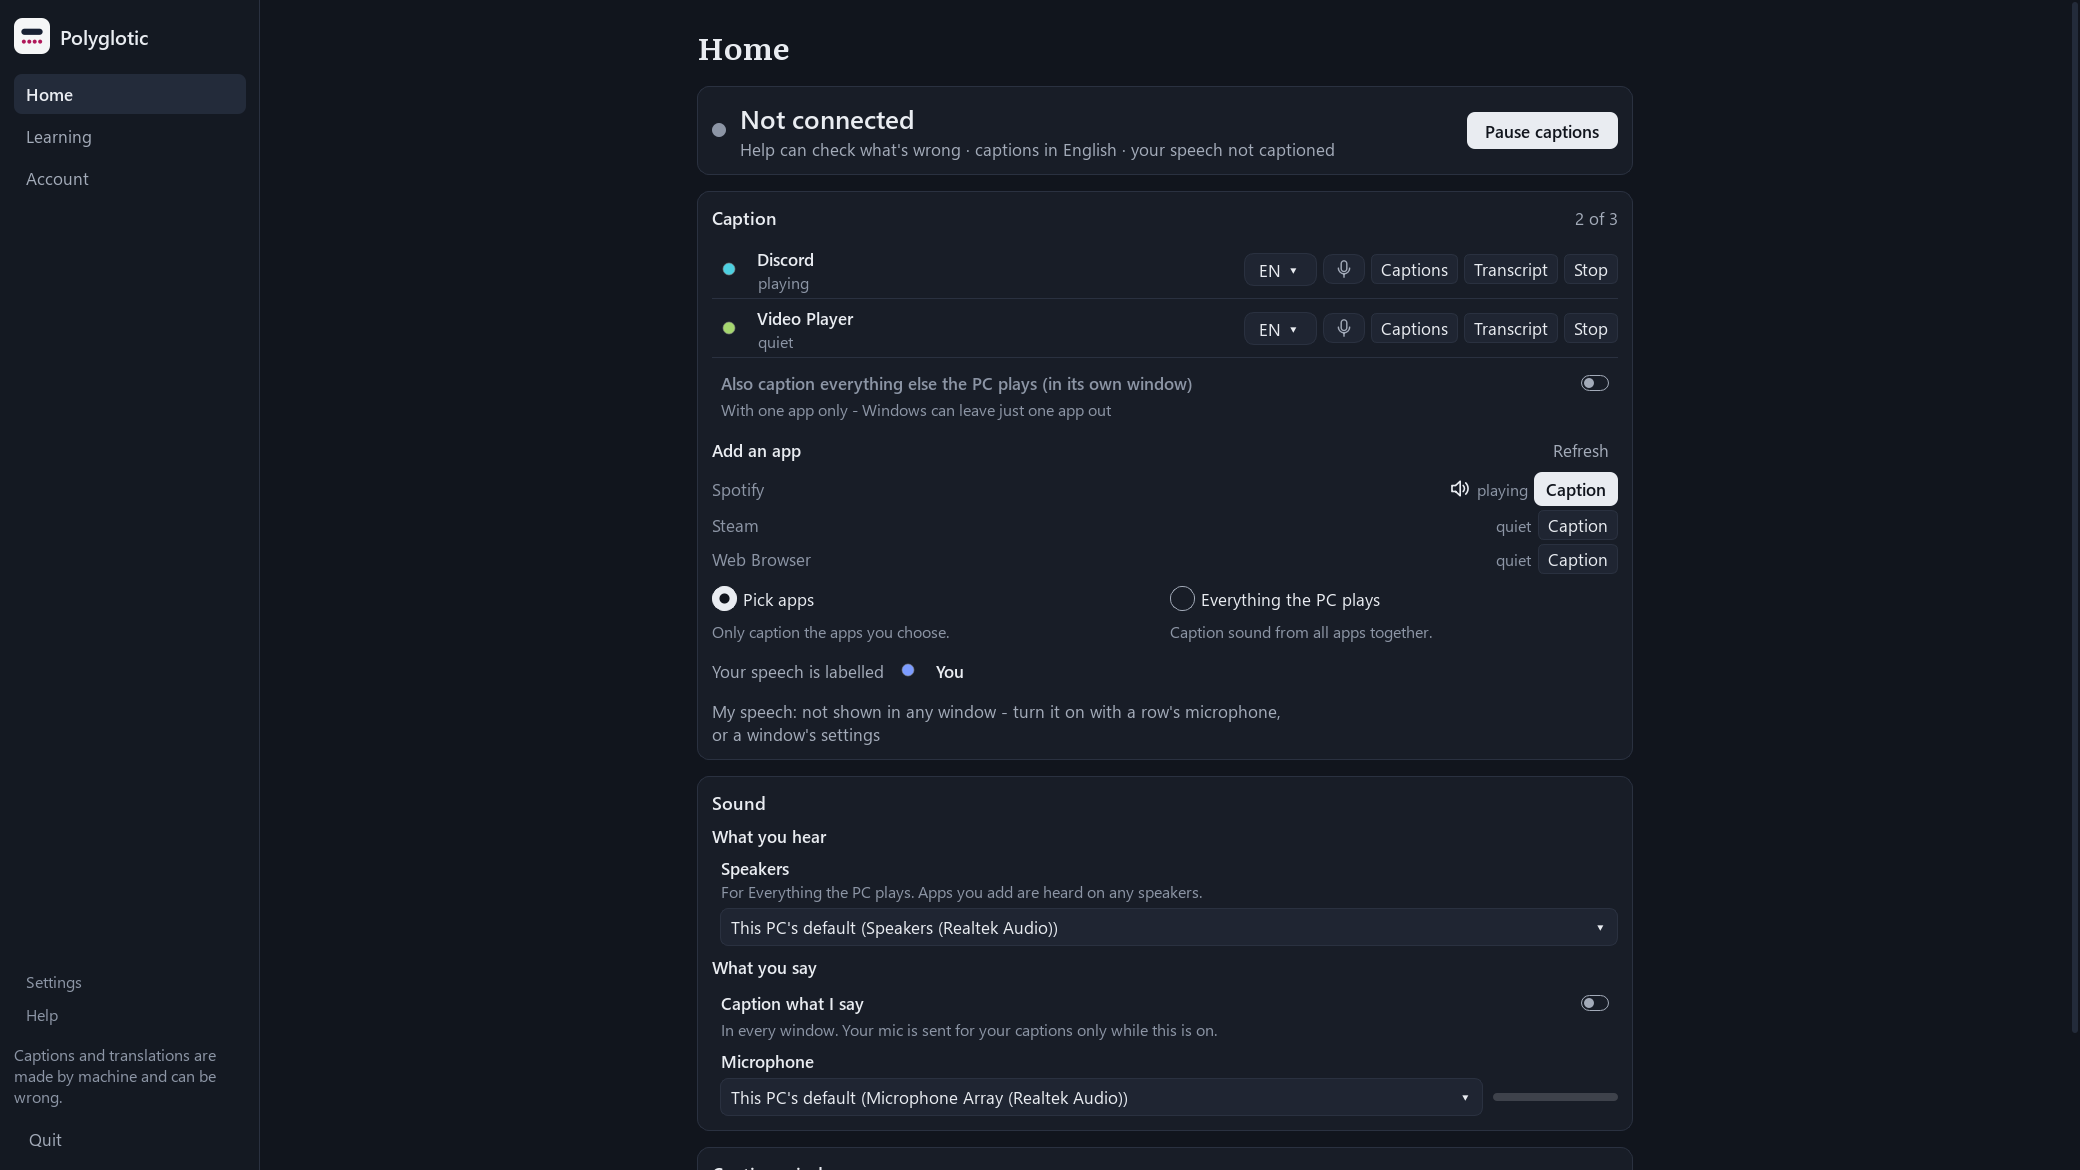 Polyglotic
Home
Learning
Account
Settings
Help
Captions and translations are
made by machine and can be
wrong.
Quit
Home
Not connected
Help can check what's wrong · captions in English · your speech not captioned
Pause captions
Caption
2 of 3
Discord
playing
EN
Captions
Transcript
Stop
Video Player
quiet
EN
Captions
Transcript
Stop
Also caption everything else the PC plays (in its own window)
With one app only - Windows can leave just one app out
Add an app
Refresh
Spotify
playing
Caption
Steam
quiet
Caption
Web Browser
quiet
Caption
Pick apps
Only caption the apps you choose.
Everything the PC plays
Caption sound from all apps together.
Your speech is labelled
You
My speech: not shown in any window - turn it on with a row's microphone,
or a window's settings
Sound
What you hear
Speakers
For Everything the PC plays. Apps you add are heard on any speakers.
This PC's default (Speakers (Realtek Audio))
What you say
Caption what I say
In every window. Your mic is sent for your captions only while this is on.
Microphone
This PC's default (Microphone Array (Realtek Audio))